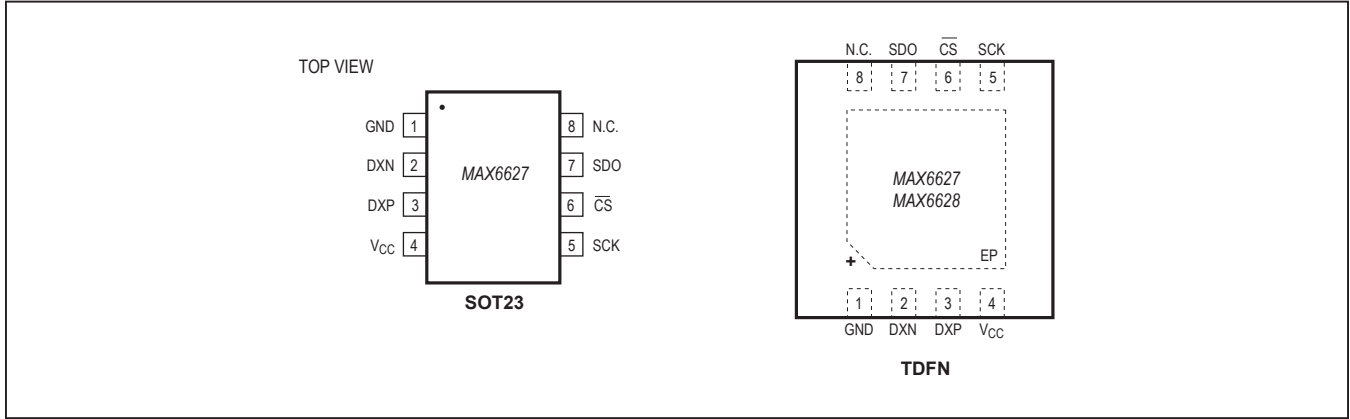 TOP VIEW
GND 1
DXN 2
DXP 3
VCC 4
MAX6627
8 N.C.
7 SDO
6 CS
5 SCK
SOT23
N.C. SDO CS SCK
8 7 6 5
MAX6627
MAX6628
EP
+
1 2 3 4
GND DXN DXP VCC
TDFN